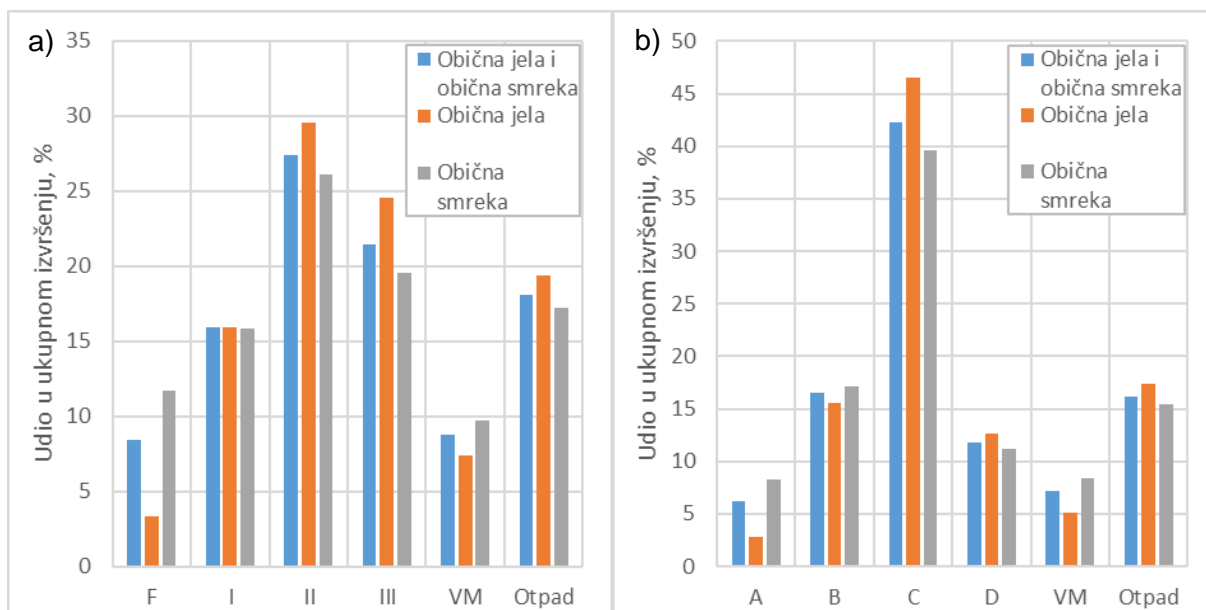 a)
Udio u ukupnom izvršenju, %
35
30
25
20
15
10
5
0
F I II III VM Otpad
Obična jela i
obična smreka
Obična jela
Obična
smreka
b)
Udio u ukupnom izvršenju, %
50
45
40
35
30
25
20
15
10
5
0
A B C D VM Otpad
Obična jela i
obična smreka
Obična jela
Obična
smreka